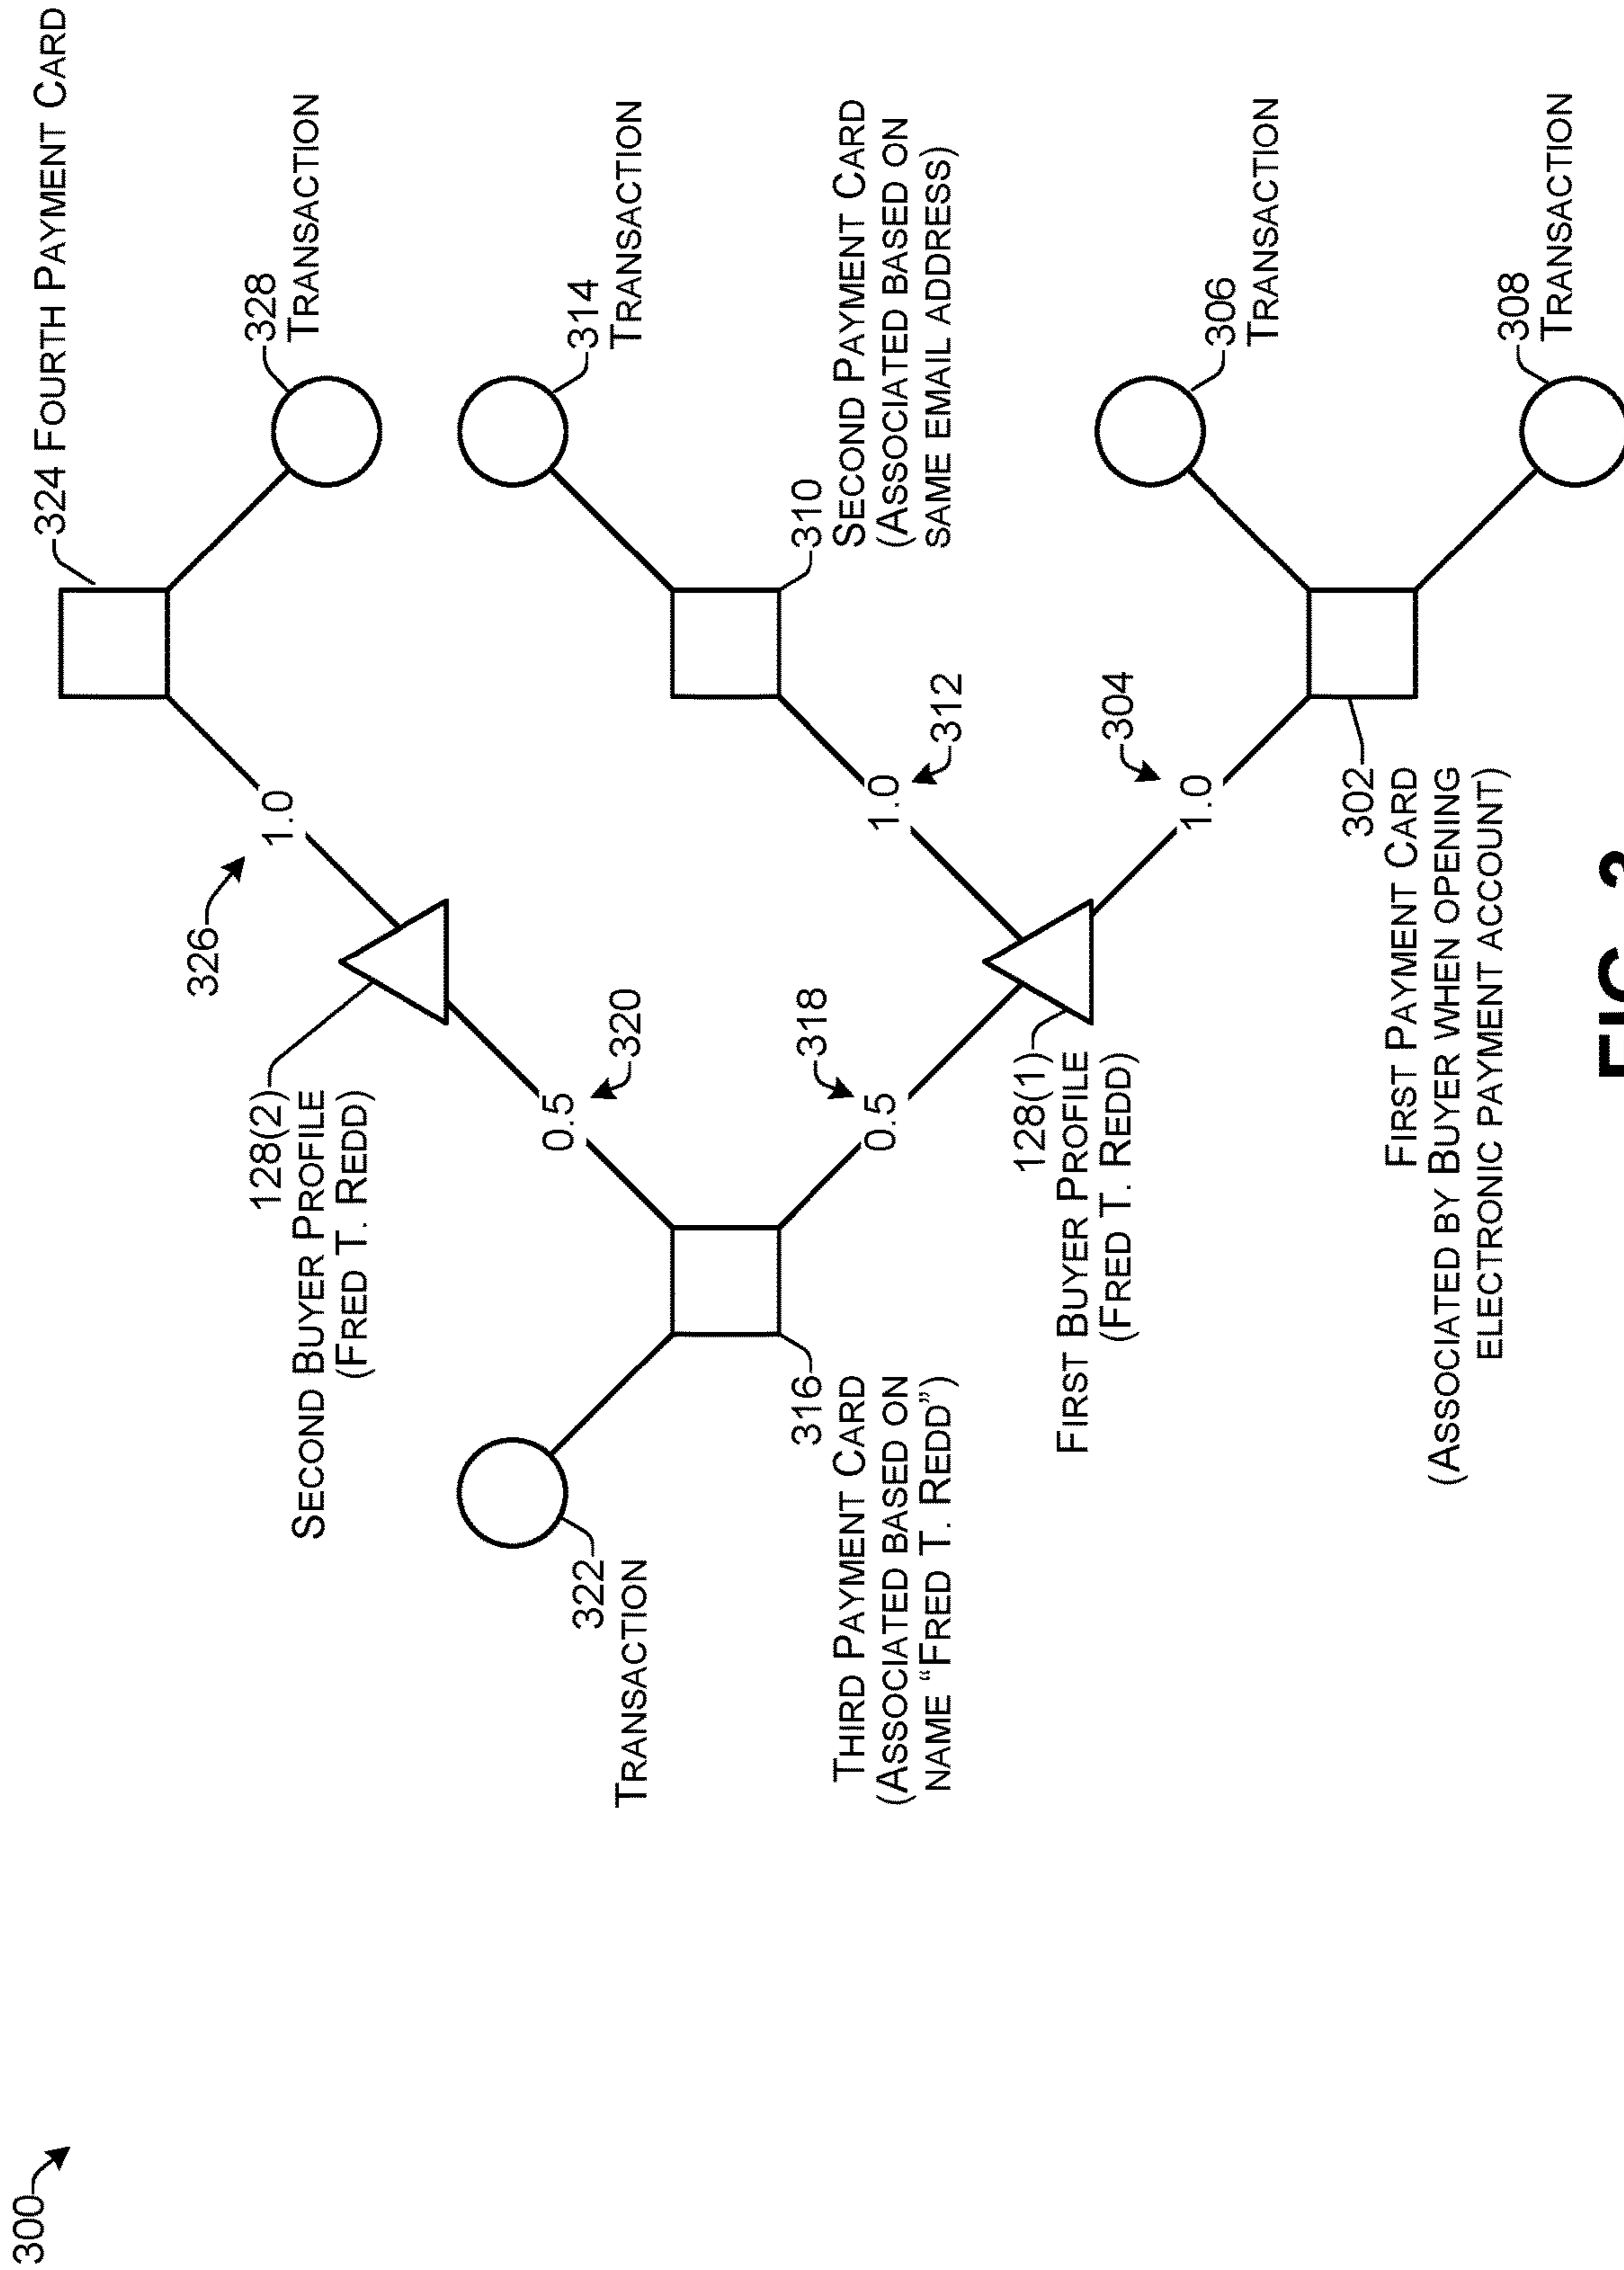 300
324 FOURTH PAYMENT CARD
326
128(2)
SECOND BUYER PROFILE
(FRED T. REDD)
1.0
328
TRANSACTION
322
TRANSACTION
0.5
320
314
TRANSACTION
316
THIRD PAYMENT CARD
(ASSOCIATED BASED ON
NAME “FRED T. REDD”)
318
0.5
1.0
312
310
SECOND PAYMENT CARD
(ASSOCIATED BASED ON
SAME EMAIL ADDRESS)
128(1)
FIRST BUYER PROFILE
(FRED T. REDD)
304
1.0
306
TRANSACTION
302
FIRST PAYMENT CARD
(ASSOCIATED BY BUYER WHEN OPENING
ELECTRONIC PAYMENT ACCOUNT)
308
TRANSACTION
FIG. 3